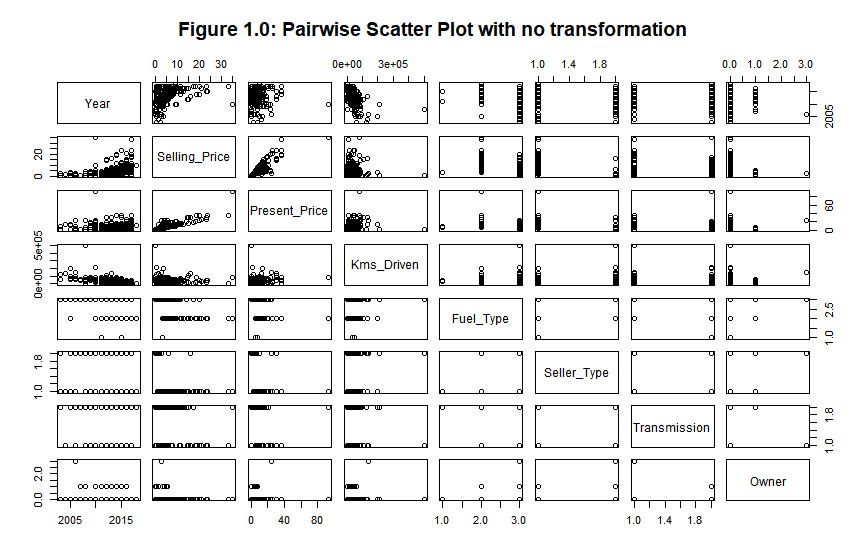 Figure 1.0: Pairwise Scatter Plot with no transformation
0 10 20 30
0e+00 3e+05
1.0 1.4 1.8
0.0 1.0 2.0 3.0
Year
2005
0 20
Selling_Price
Present_Price
0 60
0e+00 5e+05
Kms_Driven
Fuel_Type
1.0 2.5
1.0 1.8
Seller_Type
Transmission
1.0 1.8
0.0 2.0
Owner
2005 2015
0 40 80
1.0 2.0 3.0
1.0 1.4 1.8